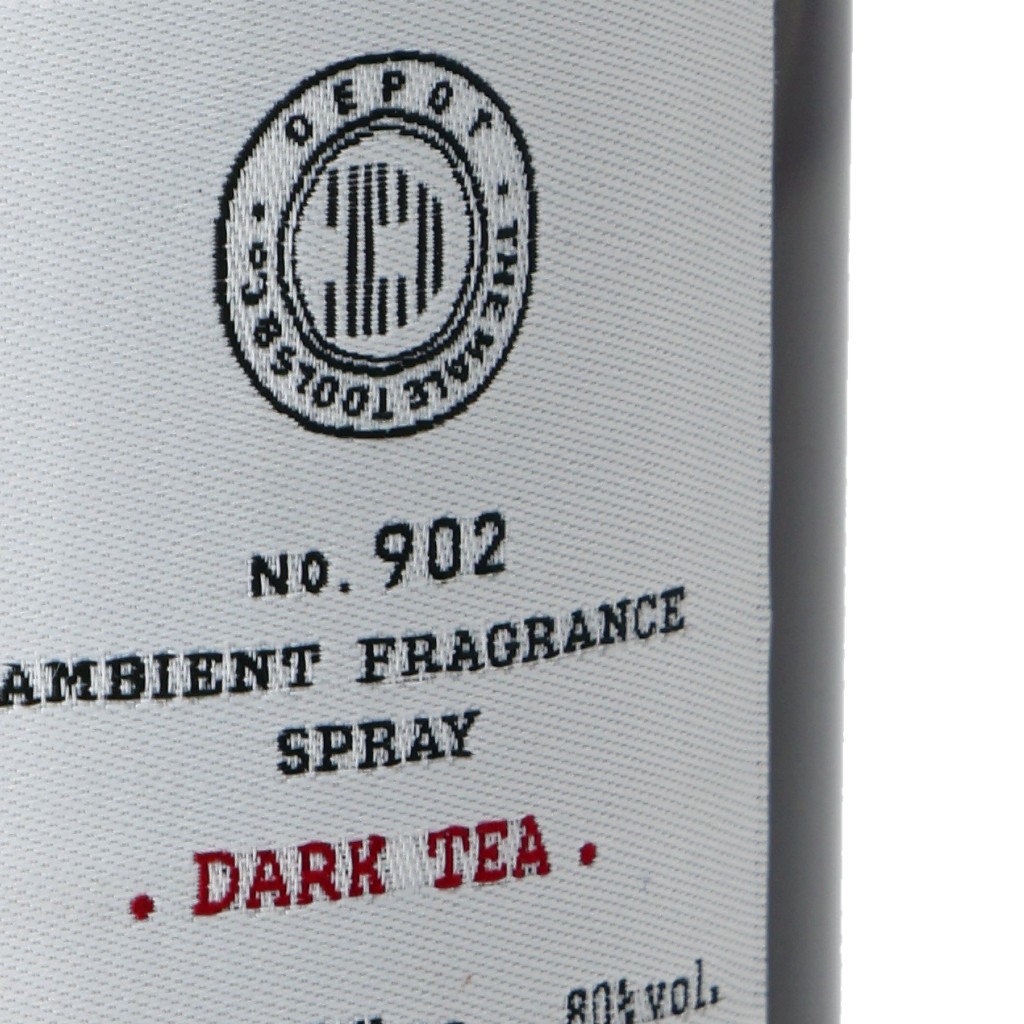 DEPOT · THE MALE TOOLS & Co. ·
No. 902
AMBIENT FRAGRANCE
SPRAY
· DARK TEA ·
80% vol.